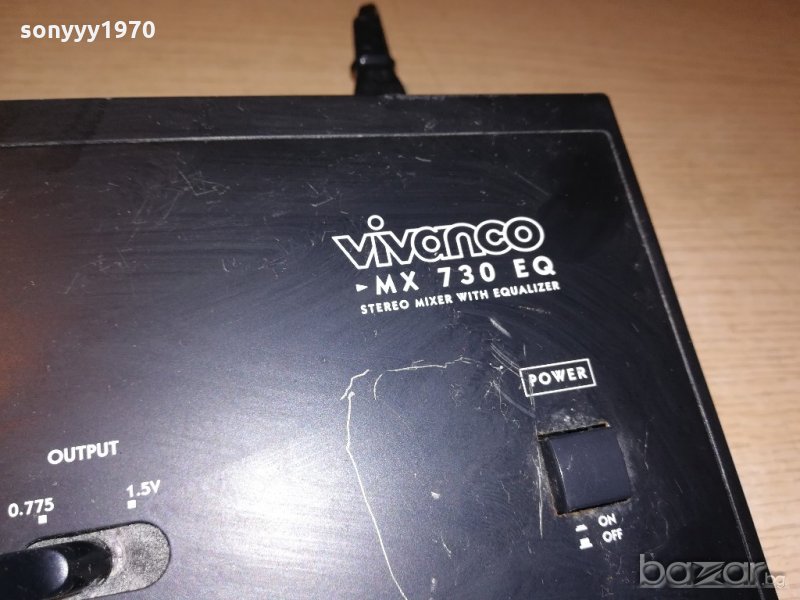 sonyyy1970
vivanco
MX 730 EQ
STEREO MIXER WITH EQUALIZER
POWER
OUTPUT
0.775
1.5V
ON
OFF
bazar.bg